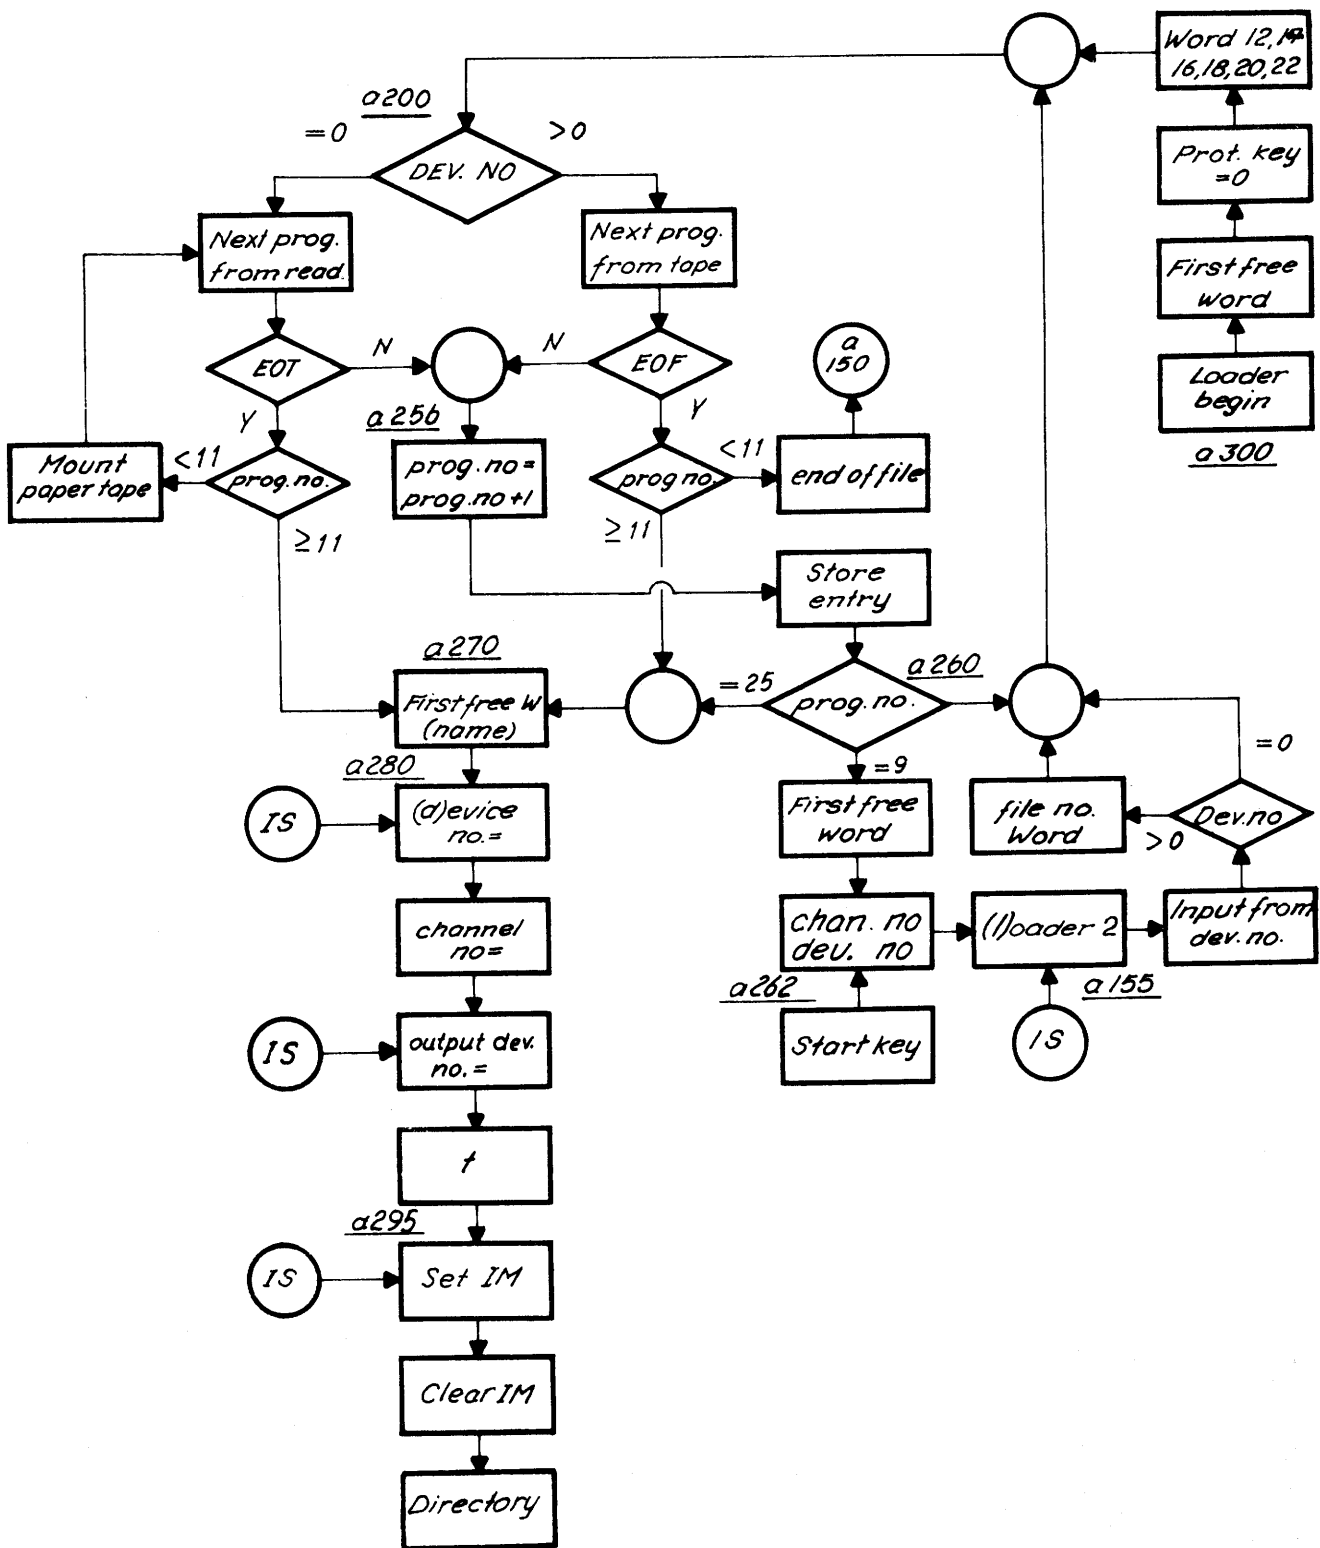 Word 12,14
16,18,20,22
a200
=0
>0
DEV. NO
Prot. key
=0
Next prog.
from read.
Next prog.
from tape
First free
word
EOT
N
N
EOF
a
150
Loader
begin
a300
Y
a256
Y
Mount
paper tape
<11
prog. no.
prog. no =
prog. no +1
prog no.
<11
end of file
≥11
≥11
Store
entry
a270
First free W
(name)
=25
prog. no.
a260
=0
a280
=9
IS
(d)evice
no.=
First free
word
file no.
Word
>0
Dev. no
channel
no=
chan. no
dev. no
(l)loader 2
Input from
dev. no.
a262
a155
IS
output dev.
no.=
Start key
IS
t
a295
IS
Set IM
Clear IM
Directory